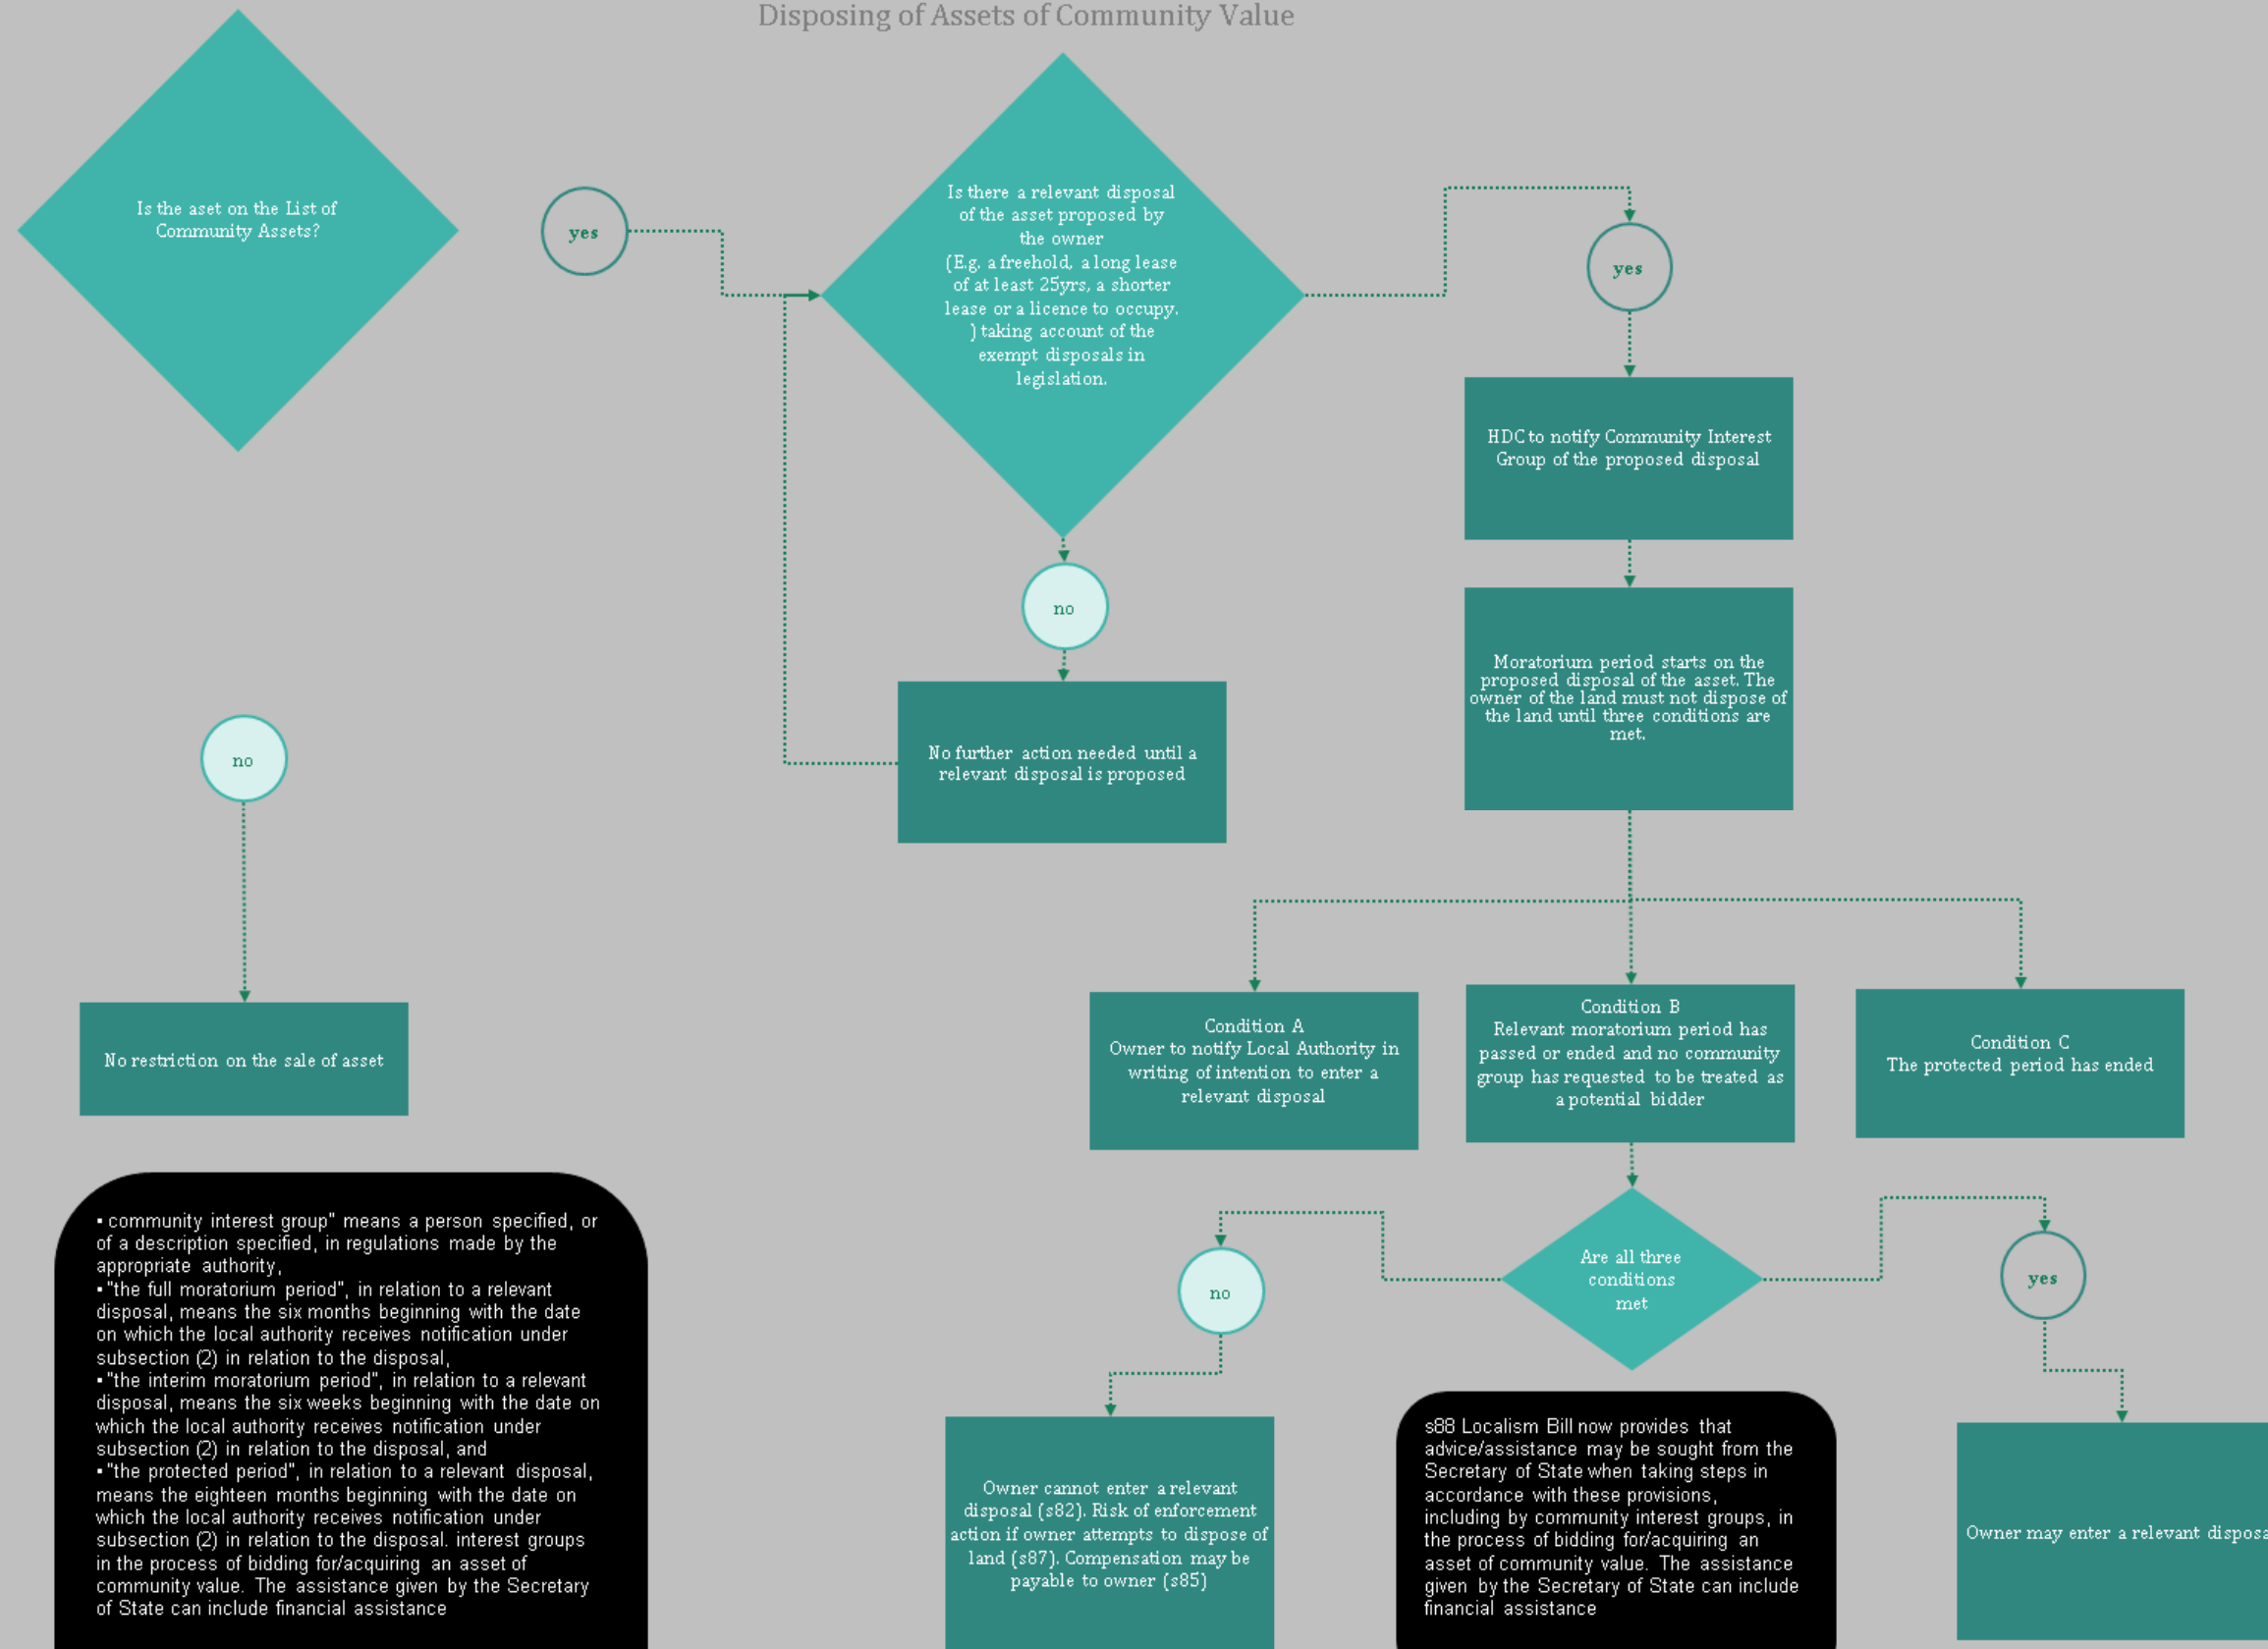 Disposing of Assets of Community Value
Is the aset on the List of
Community Assets?
yes
Is there a relevant disposal
of the asset proposed by
the owner
(E.g. a freehold, a long lease
of at least 25yrs, a shorter
lease or a licence to occupy.
) taking account of the
exempt disposals in
legislation.
yes
HDC to notify Community Interest
Group of the proposed disposal
no
Moratorium period starts on the
proposed disposal of the asset. The
owner of the land must not dispose of
the land until three conditions are
met.
no
No further action needed until a
relevant disposal is proposed
No restriction on the sale of asset
Condition A
Owner to notify Local Authority in
writing of intention to enter a
relevant disposal
Condition B
Relevant moratorium period has
passed or ended and no community
group has requested to be treated as
a potential bidder
Condition C
The protected period has ended
▪ community interest group" means a person specified, or
of a description specified, in regulations made by the
appropriate authority,
▪ "the full moratorium period", in relation to a relevant
disposal, means the six months beginning with the date
on which the local authority receives notification under
subsection (2) in relation to the disposal,
▪ "the interim moratorium period", in relation to a relevant
disposal, means the six weeks beginning with the date on
which the local authority receives notification under
subsection (2) in relation to the disposal, and
▪ "the protected period", in relation to a relevant disposal,
means the eighteen months beginning with the date on
which the local authority receives notification under
subsection (2) in relation to the disposal. interest groups
in the process of bidding for/acquiring an asset of
community value. The assistance given by the Secretary
of State can include financial assistance
no
Are all three
conditions
met
yes
Owner cannot enter a relevant
disposal (s82). Risk of enforcement
action if owner attempts to dispose of
land (s87). Compensation may be
payable to owner (s85)
s88 Localism Bill now provides that
advice/assistance may be sought from the
Secretary of State when taking steps in
accordance with these provisions,
including by community interest groups, in
the process of bidding for/acquiring an
asset of community value. The assistance
given by the Secretary of State can include
financial assistance
Owner may enter a relevant disposa